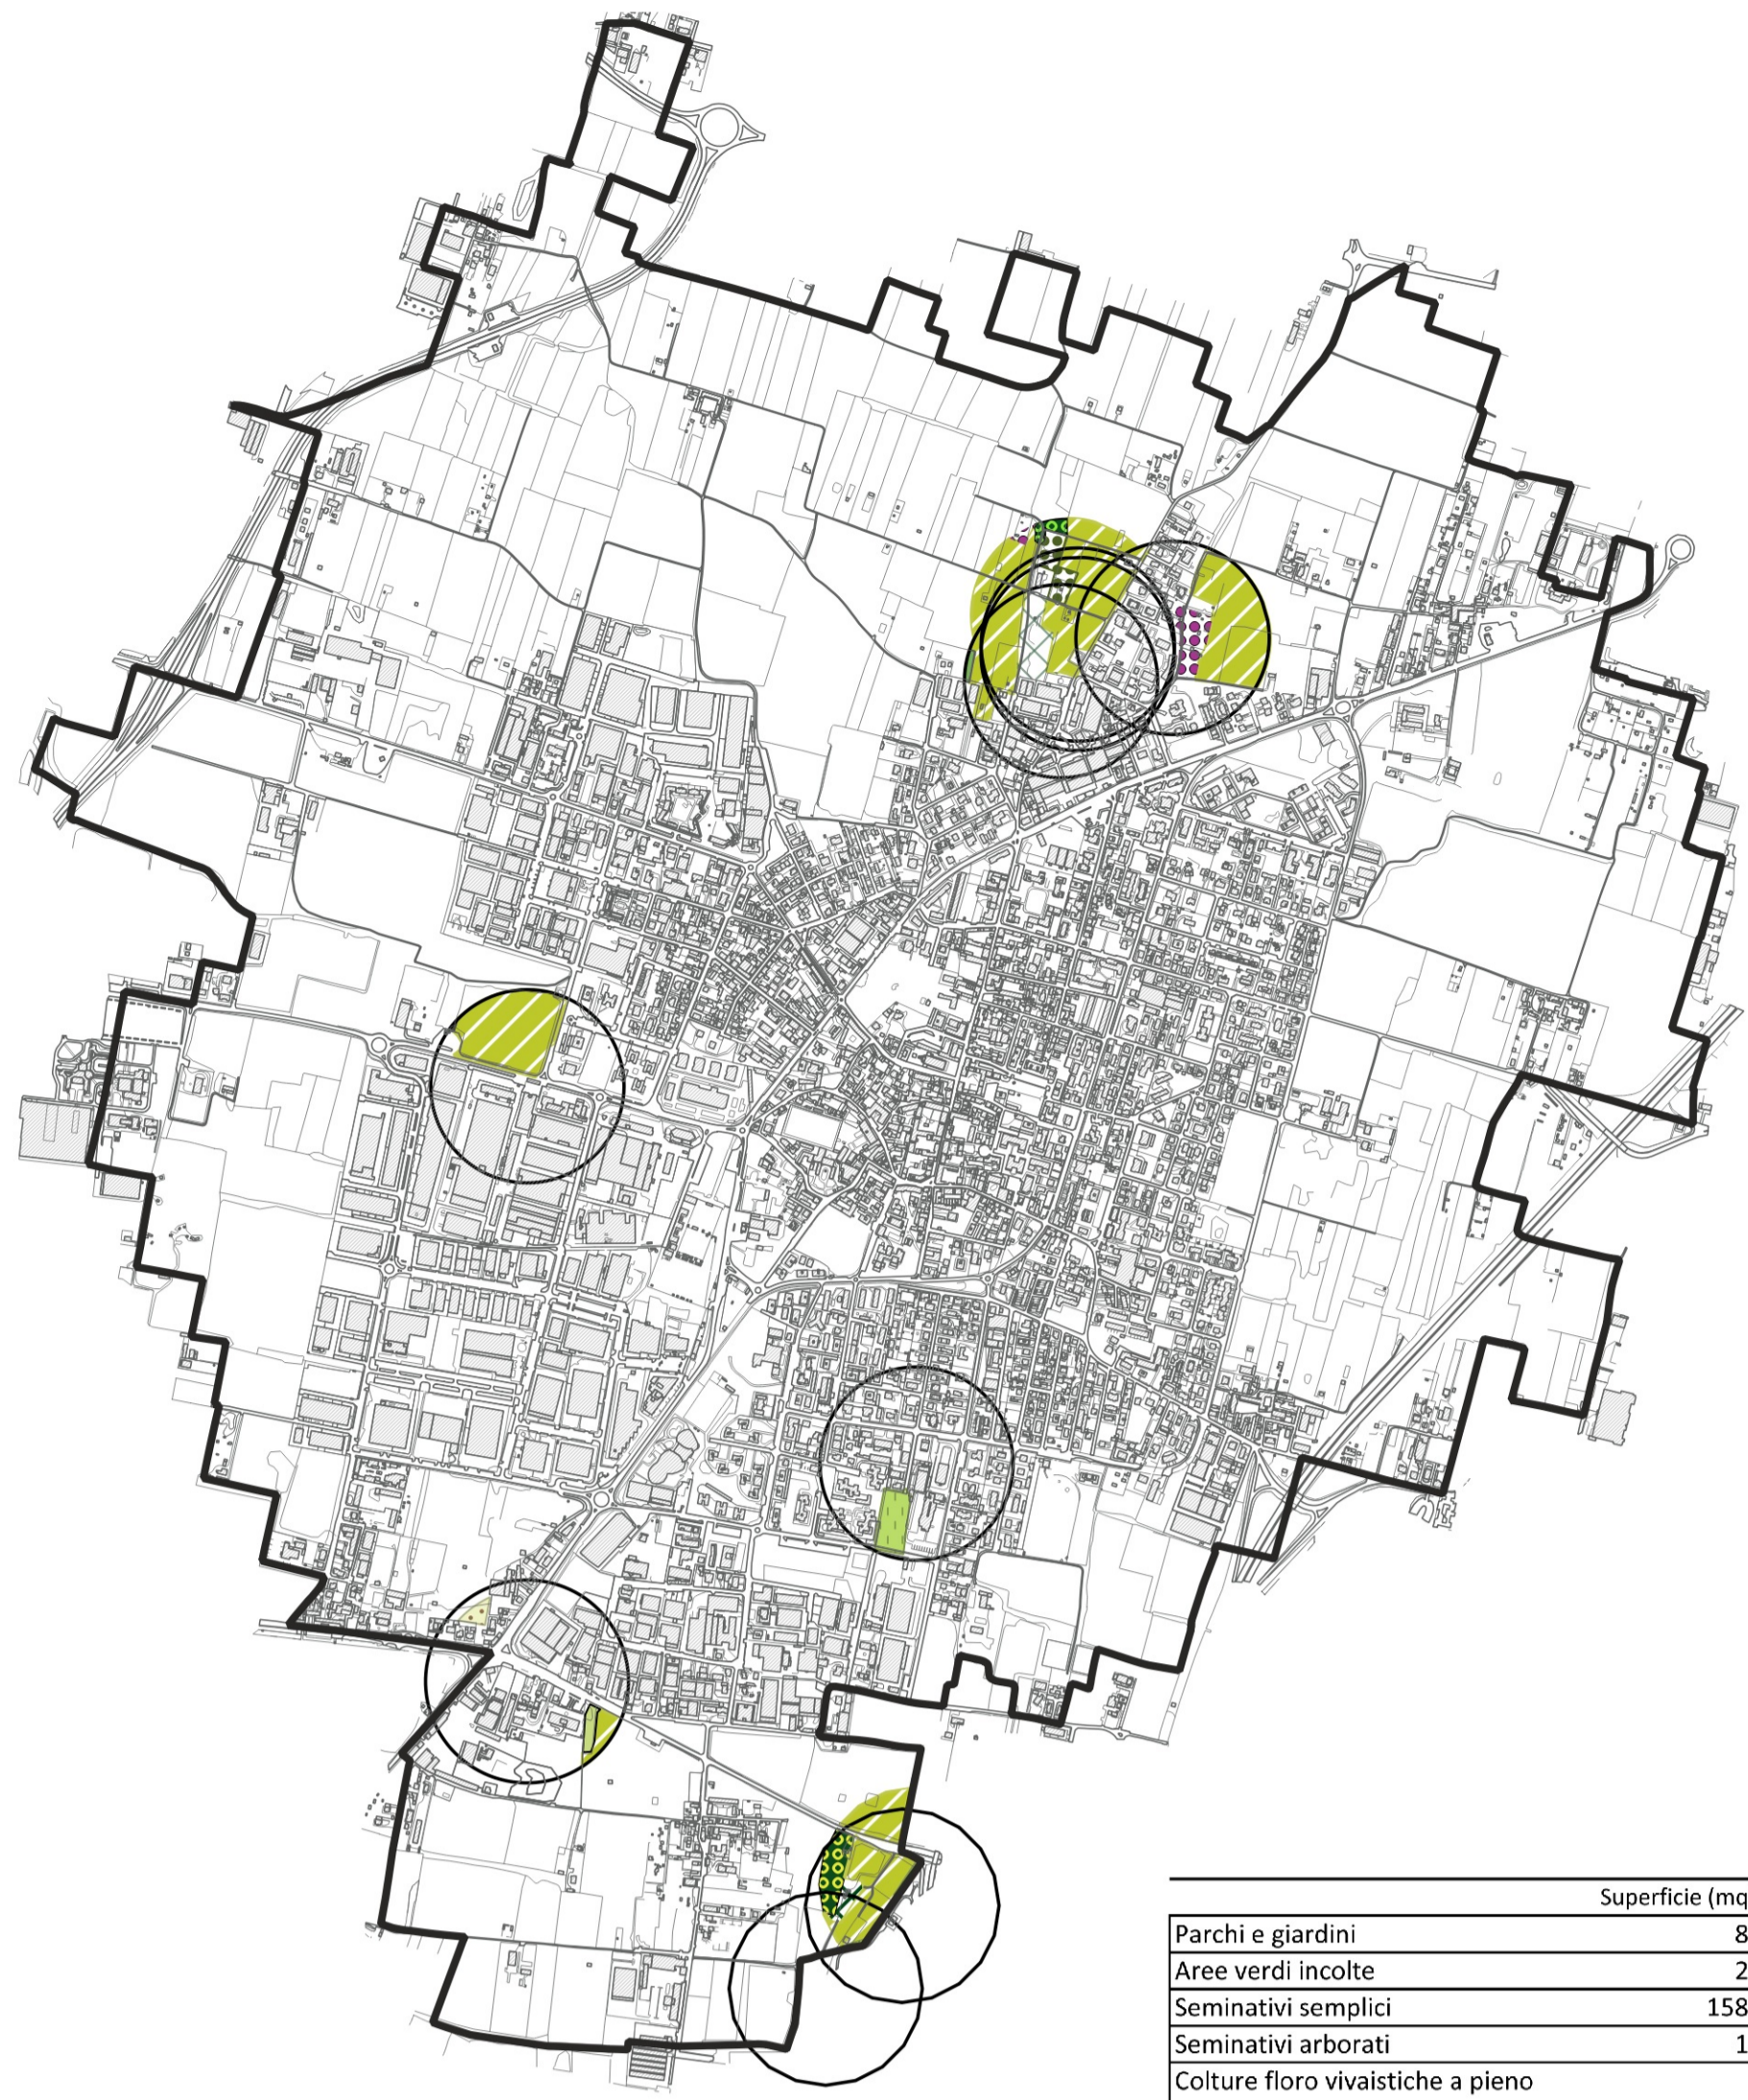 Superficie (mq
Parchi e giardini 8
Aree verdi incolte 2
Seminativi semplici 158
Seminativi arborati 1
Colture floro vivaistiche a pieno